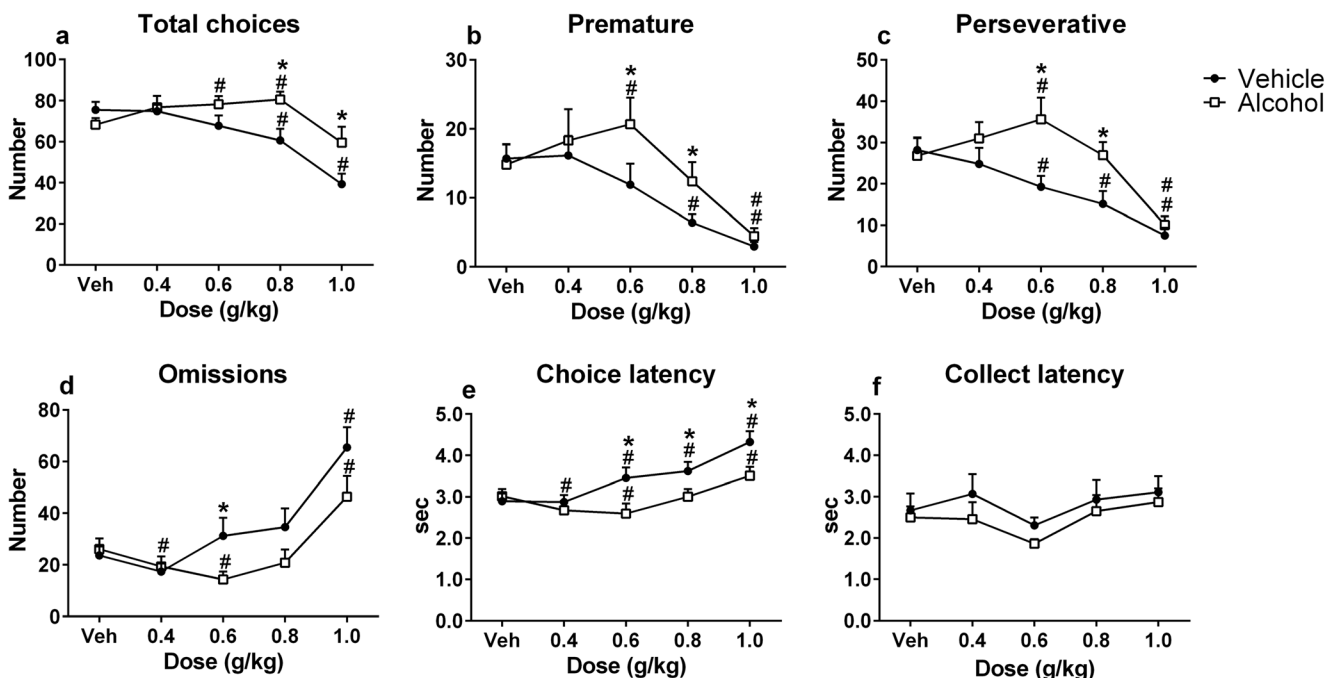 a Total choices
100
80
60
40
20
0
Number
# * # # * #
Veh 0.4 0.6 0.8 1.0
Dose (g/kg)
b Premature
30
20
10
0
Number
* # * # # #
Veh 0.4 0.6 0.8 1.0
Dose (g/kg)
c Perseverative
50
40
30
20
10
0
Number
* # # * # # #
Veh 0.4 0.6 0.8 1.0
Dose (g/kg)
Vehicle
Alcohol
d Omissions
80
60
40
20
0
Number
# * # # #
Veh 0.4 0.6 0.8 1.0
Dose (g/kg)
e Choice latency
5.0
4.0
3.0
2.0
1.0
0.0
sec
# * # # * # * # #
Veh 0.4 0.6 0.8 1.0
Dose (g/kg)
f Collect latency
5.0
4.0
3.0
2.0
1.0
0.0
sec
Veh 0.4 0.6 0.8 1.0
Dose (g/kg)